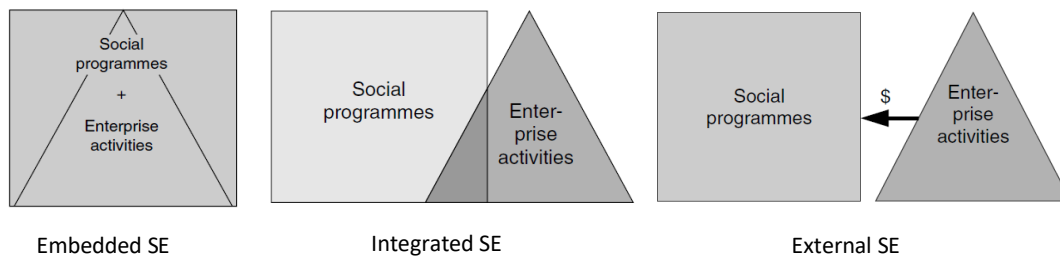 Social
programmes
+
Enterprise
activities
Embedded SE
Social
programmes
Enter-
prise
activities
Integrated SE
Social
programmes
$
Enter-
prise
activities
External SE